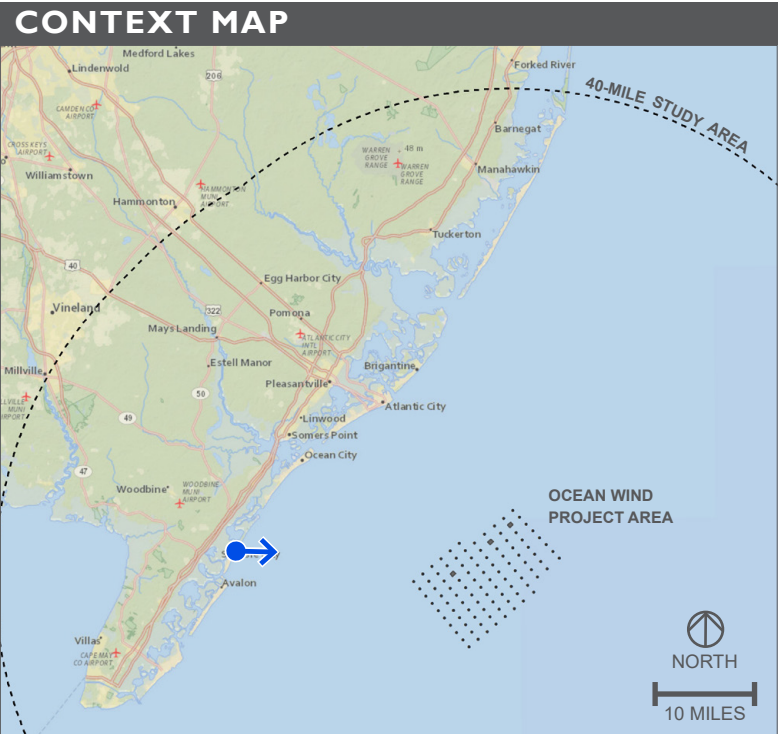 CONTEXT MAP
Medford Lakes
Forked River
Lindenwold
206
40-MILE STUDY AREA
CAMDEN CO
AIRPORT
Barnegat
CROSS KEYS
AIRPORT
WARREN
GROVE
RANGE
48 m
WARREN
GROVE
RANGE
Manahawkin
Williamstown
HAMMONTON
MUNI
AIRPORT
Hammonton
Tuckerton
40
Egg Harbor City
Vineland
322
Pomona
Mays Landing
ATLANTIC CITY
INTL
AIRPORT
Estell Manor
Brigantine
Millville
Pleasantville
50
LLVILLE
MUNI
IRPORT
49
Atlantic City
Linwood
Somers Point
Ocean City
47
Woodbine
WOODBINE
MUNI
AIRPORT
OCEAN WIND
PROJECT AREA
Avalon
Villas
CAPE MAY
CO AIRPORT
NORTH
10 MILES